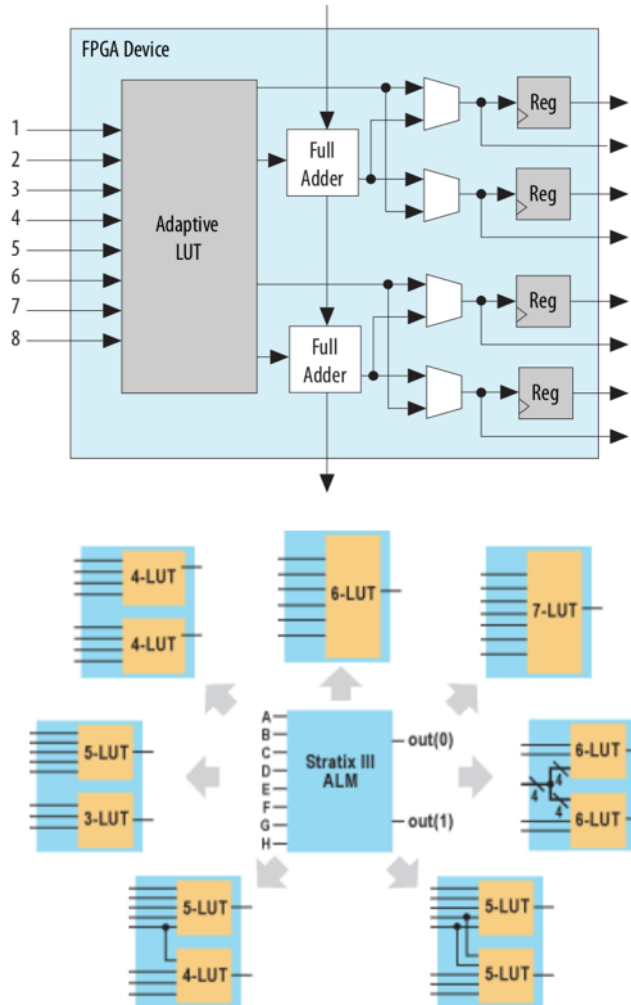 FPGA Device
1
2
3
4
5
6
7
8
Adaptive
LUT
Full
Adder
Full
Adder
Reg
Reg
Reg
Reg
4-LUT
4-LUT
6-LUT
7-LUT
5-LUT
3-LUT
A
B
C
D
E
F
G
H
Stratix III
ALM
out(0)
out(1)
6-LUT
4
4
4
6-LUT
5-LUT
4-LUT
5-LUT
5-LUT